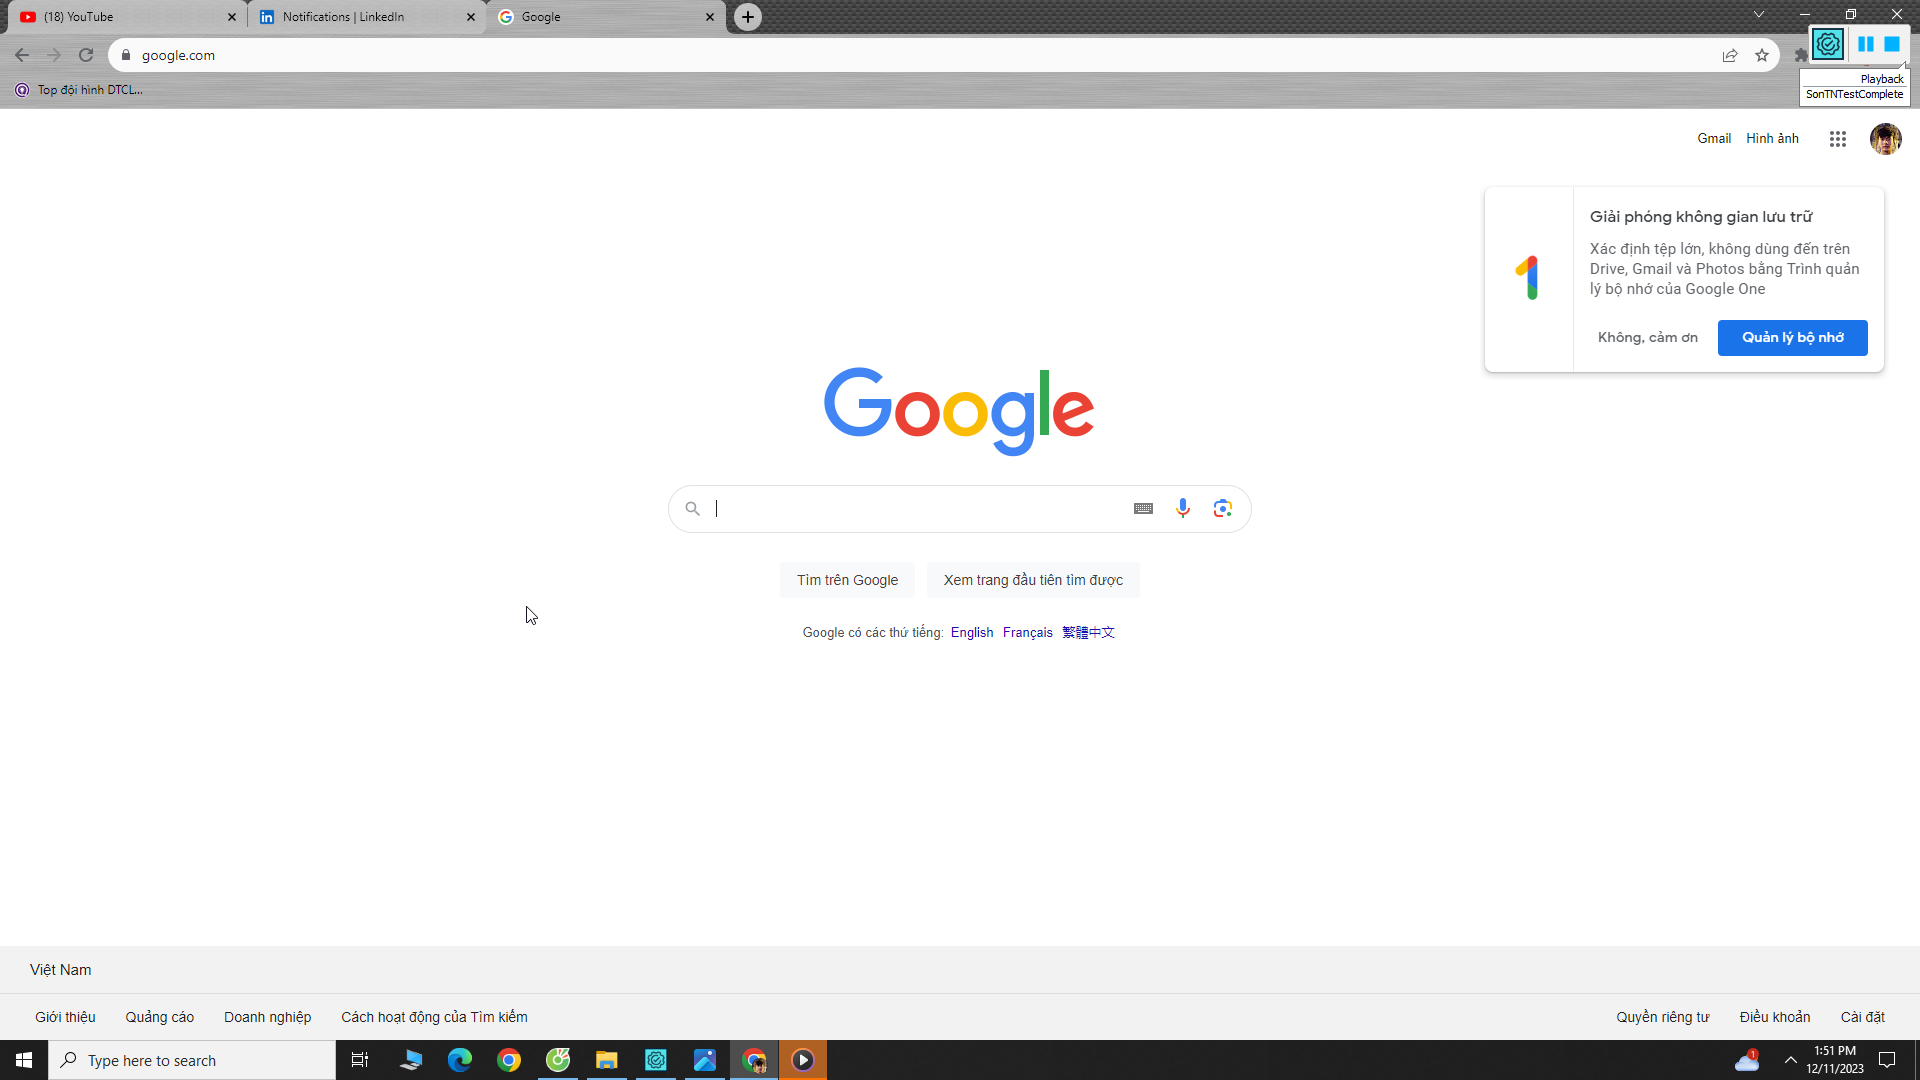 (18) YouTube
Notifications | LinkedIn
Google
google.com
Top đội hình DTCL...
Playback
SonTNTestComplete
Gmail
Hình ảnh
Giải phóng không gian lưu trữ
Xác định tệp lớn, không dùng đến trên
Drive, Gmail và Photos bằng Trình quản
lý bộ nhớ của Google One
Không, cảm ơn
Quản lý bộ nhớ
Google
Tìm trên Google
Xem trang đầu tiên tìm được
Google có các thứ tiếng: English Français 繁體中文
Việt Nam
Giới thiệu
Quảng cáo
Doanh nghiệp
Cách hoạt động của Tìm kiếm
Quyền riêng tư
Điều khoản
Cài đặt
Type here to search
1
1:51 PM
12/11/2023